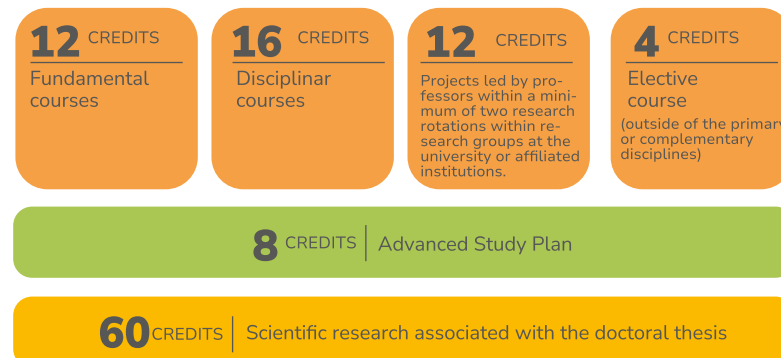 12 CREDITS
Fundamental
courses
16 CREDITS
Disciplinar
courses
12 CREDITS
Projects led by pro-
fessors within a mini-
mum of two research
rotations within re-
search groups at the
university or affiliated
institutions.
4 CREDITS
Elective
course
(outside of the primary
or complementary
disciplines)
8 CREDITS Advanced Study Plan
60 CREDITS Scientific research associated with the doctoral thesis